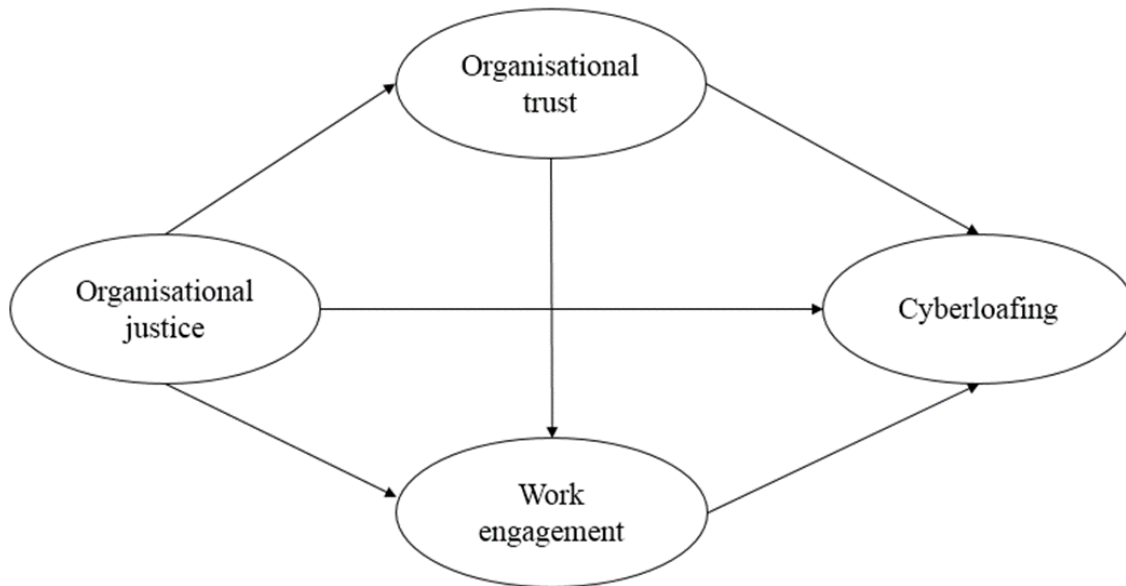 Organisational
trust
Organisational
justice
Cyberloafing
Work
engagement